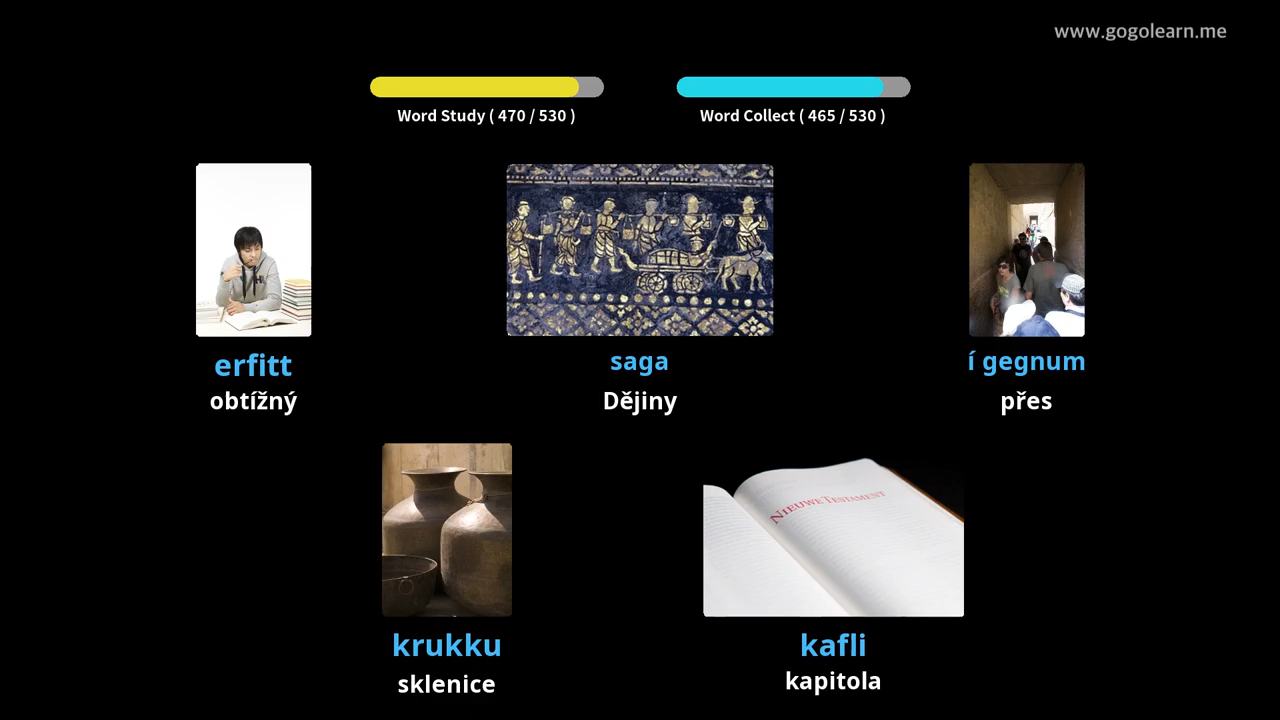 www.gogolearn.me
Word Study ( 470 / 530 )
Word Collect ( 465 / 530 )
erfitt
obtížný
saga
Dějiny
í gegnum
přes
NIEUWE TESTAMENT
krukku
sklenice
kafli
kapitola